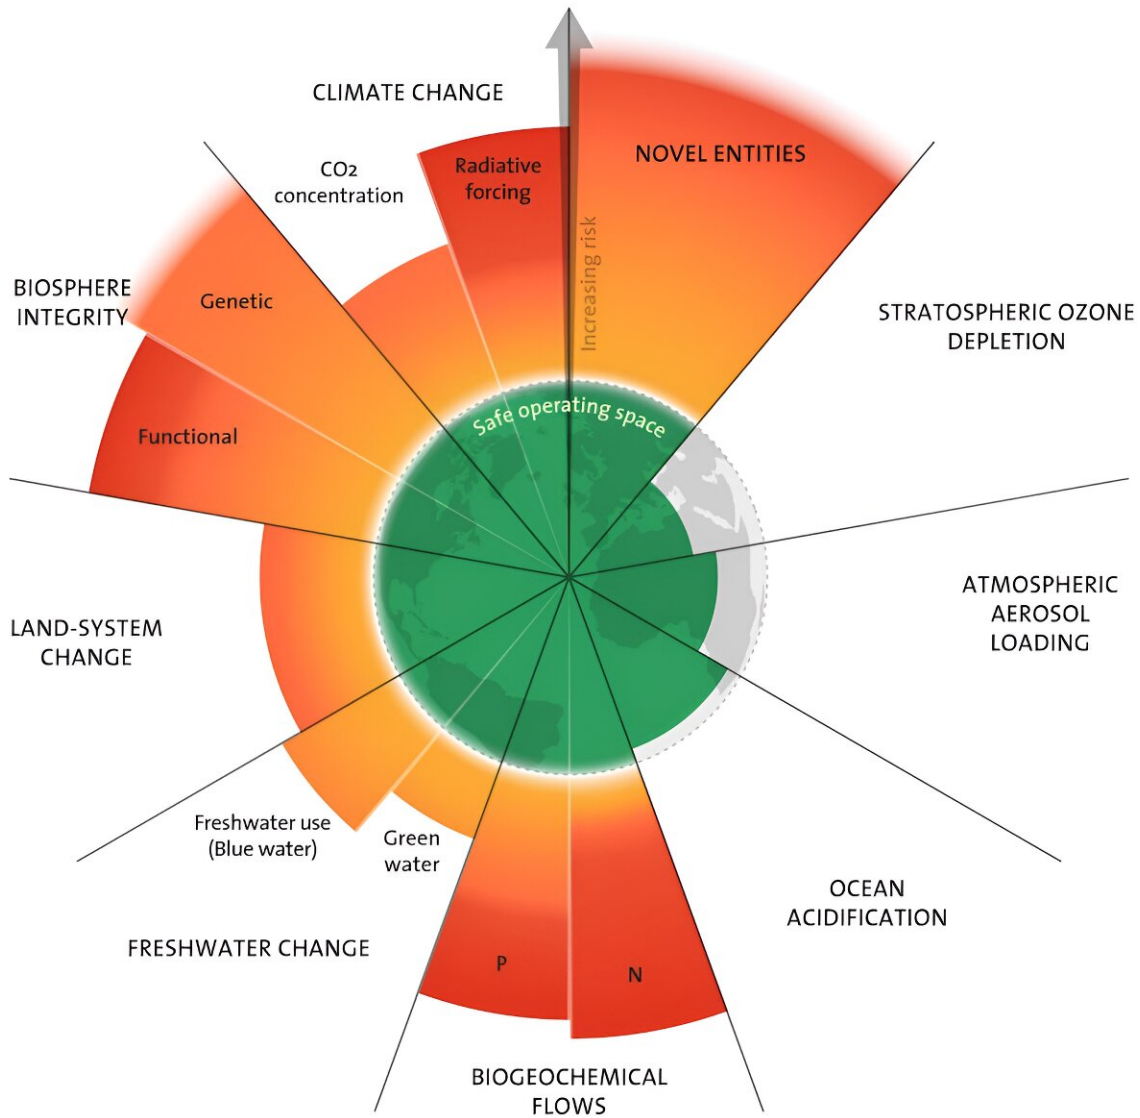 CLIMATE CHANGE
CO2
concentration
Radiative
forcing
NOVEL ENTITIES
Increasing risk
BIOSPHERE
INTEGRITY
Genetic
Functional
STRATOSPHERIC OZONE
DEPLETION
Safe operating space
ATMOSPHERIC
AEROSOL
LOADING
LAND-SYSTEM
CHANGE
Freshwater use
(Blue water)
Green
water
OCEAN
ACIDIFICATION
FRESHWATER CHANGE
P
N
BIOGEOCHEMICAL
FLOWS